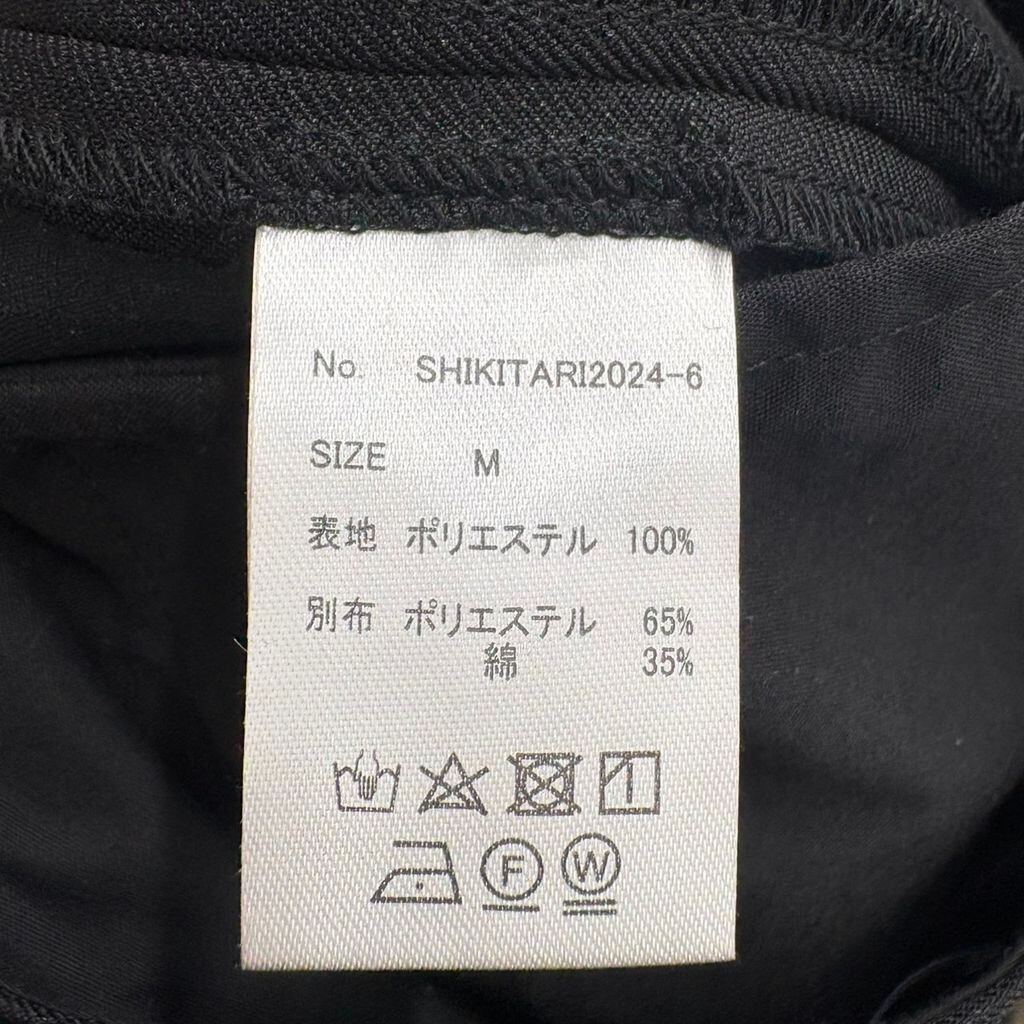 No. SHIKITARI2024-6
SIZE M
表地 ポリエステル 100%
別布 ポリエステル 65%
綿 35%
F W